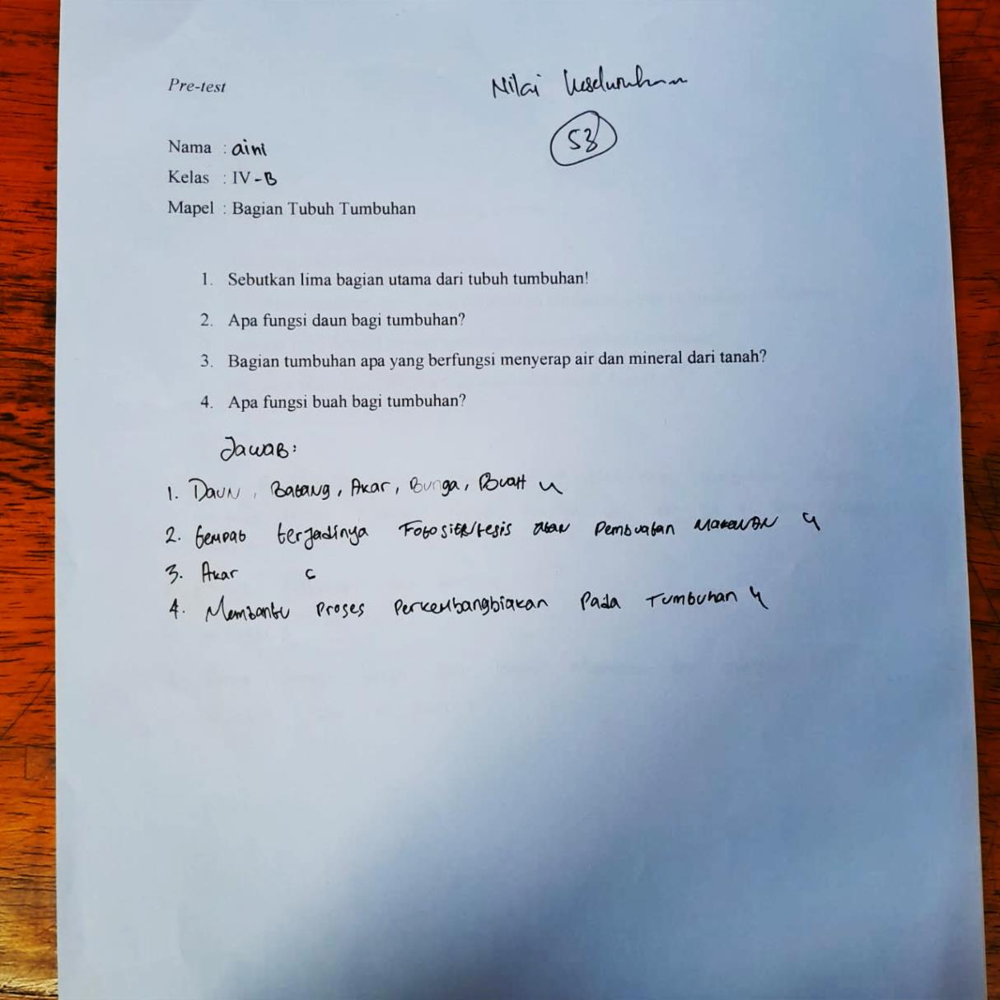 Pre-test
Nilai keseluruhan
53
Nama : aini
Kelas : IV-B
Mapel : Bagian Tubuh Tumbuhan
1. Sebutkan lima bagian utama dari tubuh tumbuhan!
2. Apa fungsi daun bagi tumbuhan?
3. Bagian tumbuhan apa yang berfungsi menyerap air dan mineral dari tanah?
4. Apa fungsi buah bagi tumbuhan?
Jawab:
1. Daun, Batang, Akar, Bunga, Buah 4
2. tempat terjadinya pembuatan makanan 4
3. Akar
4. Membantu proses perkembangbiakan pada Tumbuhan 4